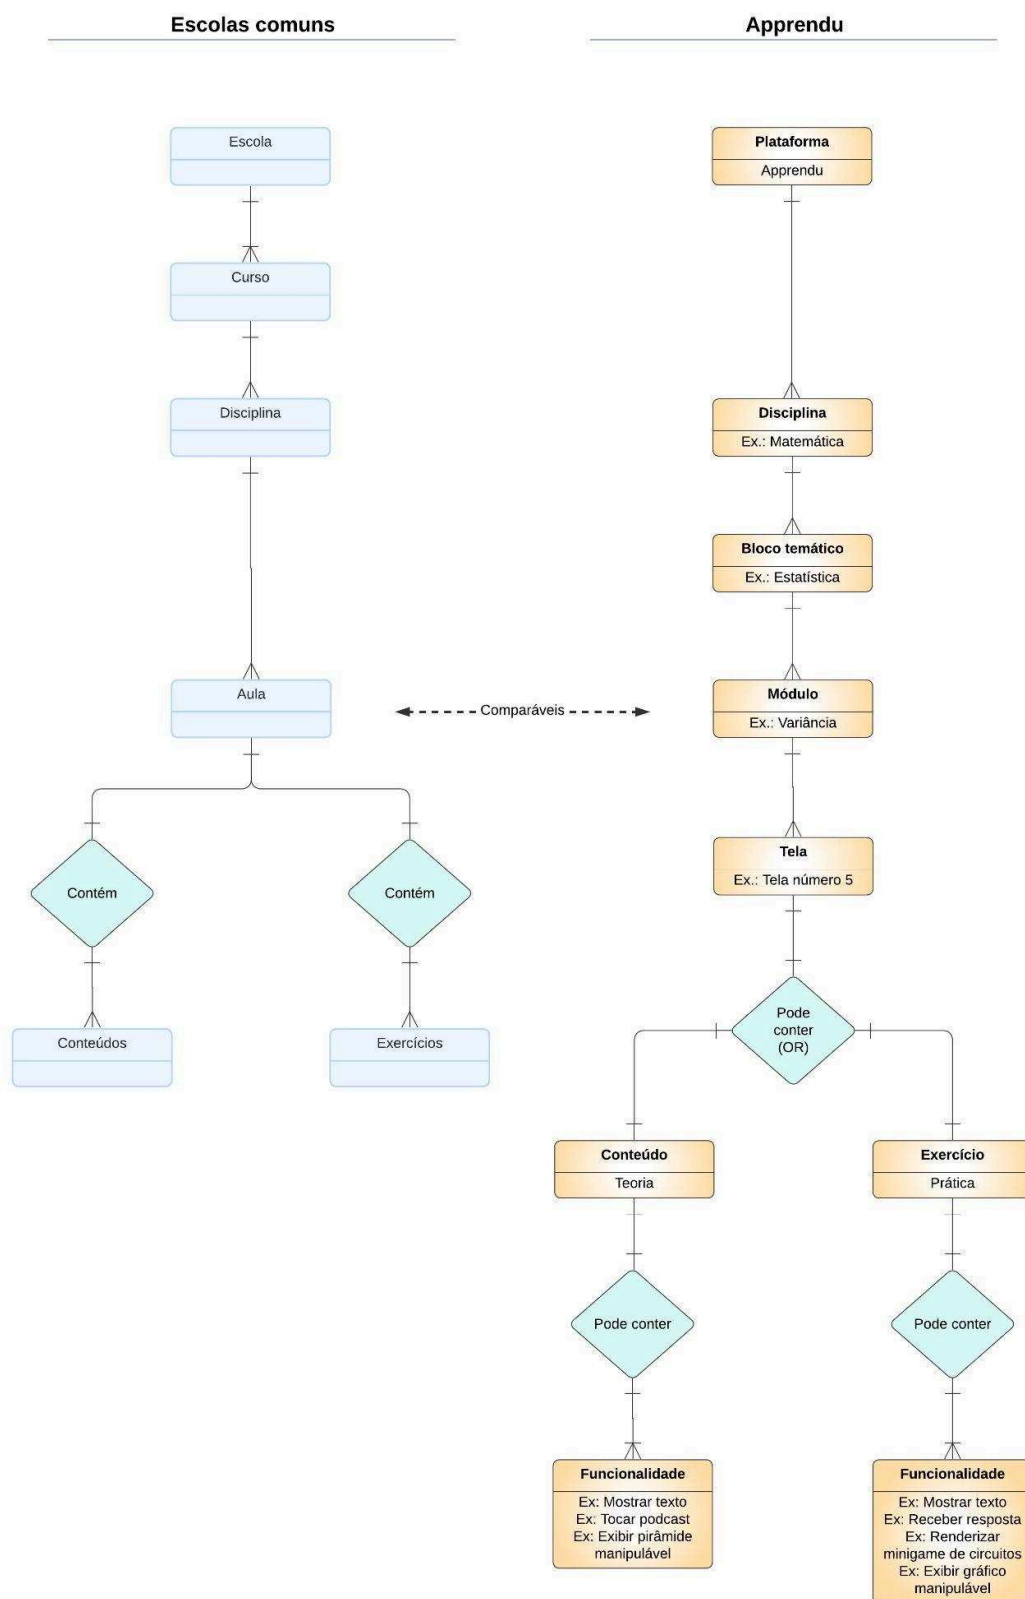 Escolas comuns
Apprendu
Escola
Plataforma
Apprendu
Curso
Disciplina
Disciplina
Ex.: Matemática
Bloco temático
Ex.: Estatística
Aula
Comparáveis
Módulo
Ex.: Variância
Tela
Ex.: Tela número 5
Contém
Contém
Pode
conter
(OR)
Conteúdos
Exercícios
Conteúdo
Teoria
Exercício
Prática
Pode conter
Pode conter
Funcionalidade
Ex: Mostrar texto
Ex: Tocar podcast
Ex: Exibir pirâmide
manipulável
Funcionalidade
Ex: Mostrar texto
Ex: Receber resposta
Ex: Renderizar
minigame de circuitos
Ex: Exibir gráfico
manipulável